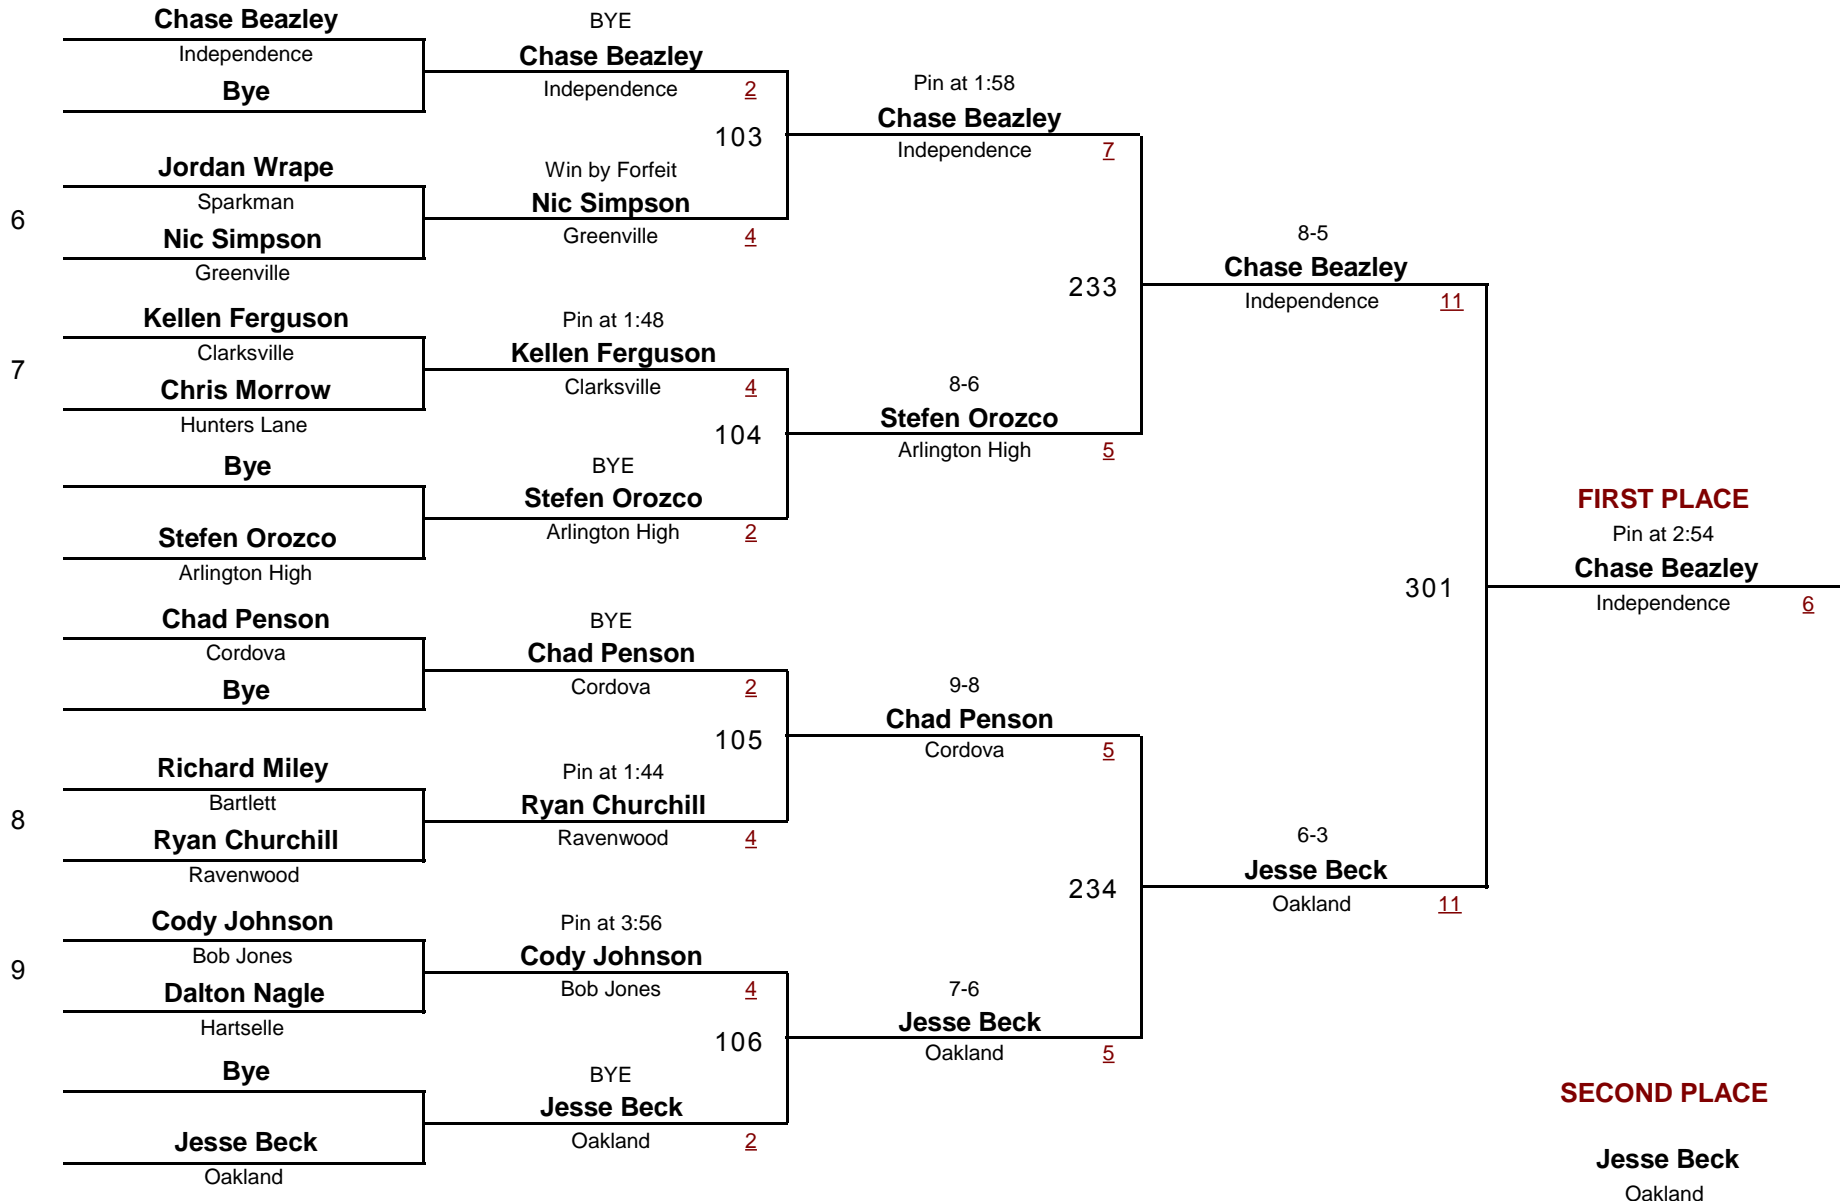 Chase Beazley
Independence
Bye
6
Jordan Wrape
Sparkman
Nic Simpson
Greenville
7
Kellen Ferguson
Clarksville
Chris Morrow
Hunters Lane
Bye
Stefen Orozco
Arlington High
Chad Penson
Cordova
Bye
8
Richard Miley
Bartlett
Ryan Churchill
Ravenwood
9
Cody Johnson
Bob Jones
Dalton Nagle
Hartselle
Bye
Jesse Beck
Oakland
BYE
Chase Beazley
Independence 2
103
Win by Forfeit
Nic Simpson
Greenville 4
Pin at 1:48
Kellen Ferguson
Clarksville 4
104
BYE
Stefen Orozco
Arlington High 2
BYE
Chad Penson
Cordova 2
105
Pin at 1:44
Ryan Churchill
Ravenwood 4
Pin at 3:56
Cody Johnson
Bob Jones 4
106
BYE
Jesse Beck
Oakland 2
Pin at 1:58
Chase Beazley
Independence 7
233
8-6
Stefen Orozco
Arlington High 5
9-8
Chad Penson
Cordova 5
234
7-6
Jesse Beck
Oakland 5
8-5
Chase Beazley
Independence 11
301
6-3
Jesse Beck
Oakland 11
FIRST PLACE
Pin at 2:54
Chase Beazley
Independence 6
SECOND PLACE
Jesse Beck
Oakland